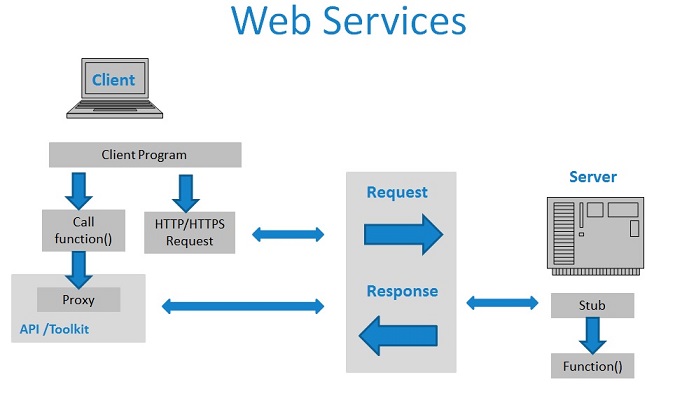 Web Services
Client
Client Program
Call
function()
HTTP/HTTPS
Request
Proxy
API /Toolkit
Request
Response
Server
Stub
Function()